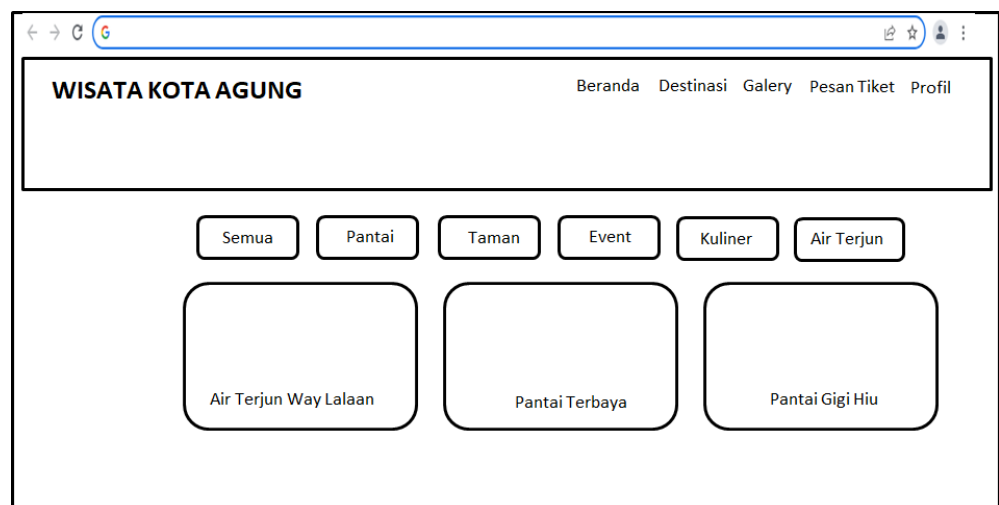 WISATA KOTA AGUNG
Beranda Destinasi Galery Pesan Tiket Profil
Semua Pantai Taman Event Kuliner Air Terjun
Air Terjun Way Lalaan Pantai Terbaya Pantai Gigi Hiu